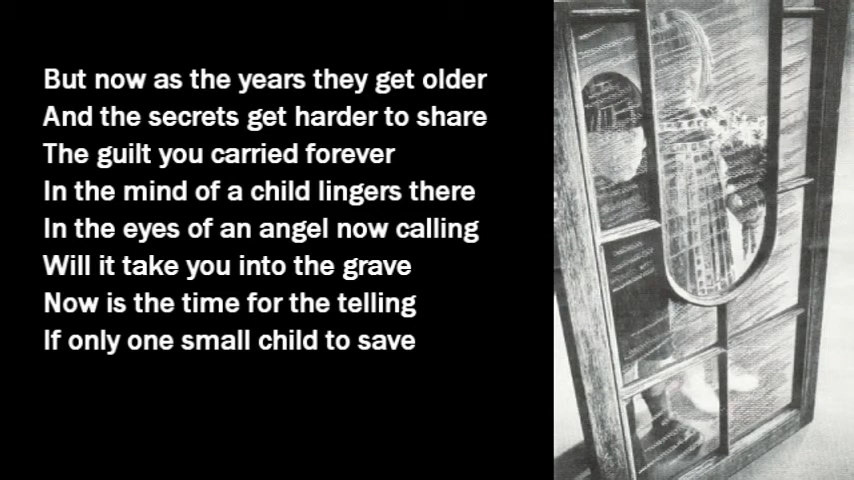 But now as the years they get older
And the secrets get harder to share
The guilt you carried forever
In the mind of a child lingers there
In the eyes of an angel now calling
Will it take you into the grave
Now is the time for the telling
If only one small child to save